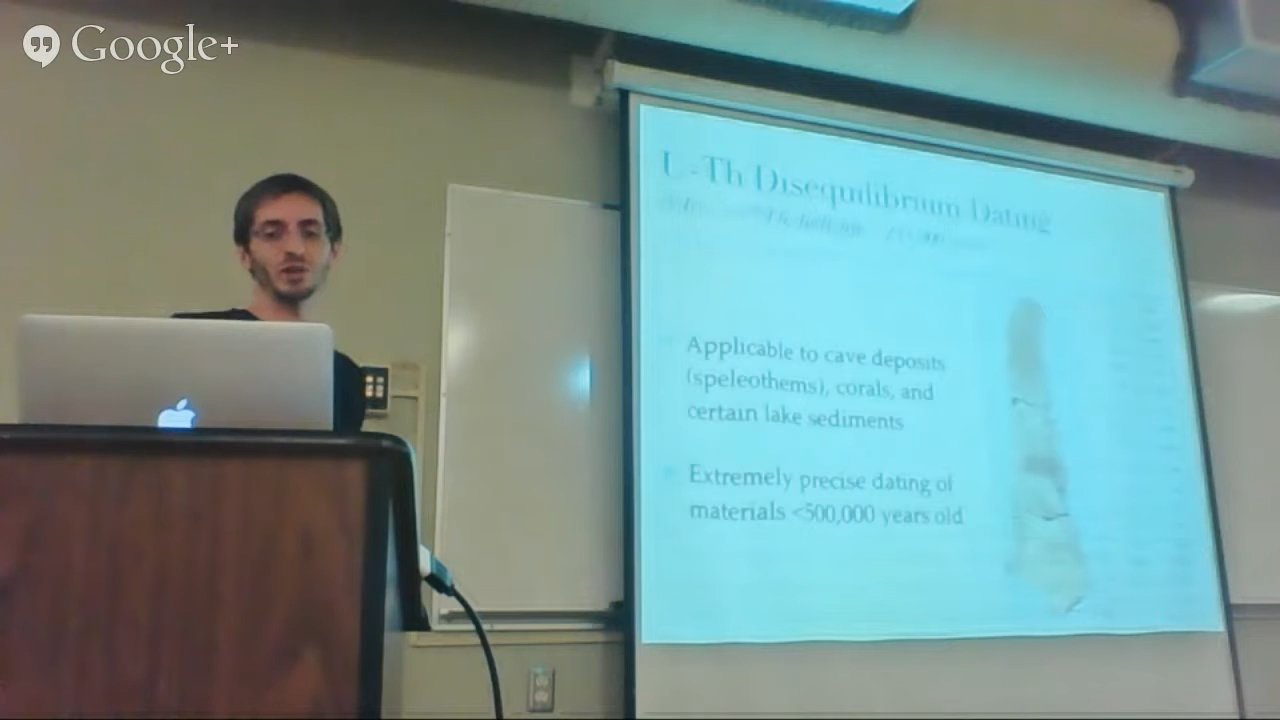 Google+
U-Th Disequilibrium Dating
Applicable to cave deposits
(speleothems), corals, and
certain lake sediments
Extremely precise dating of
materials <500,000 years old